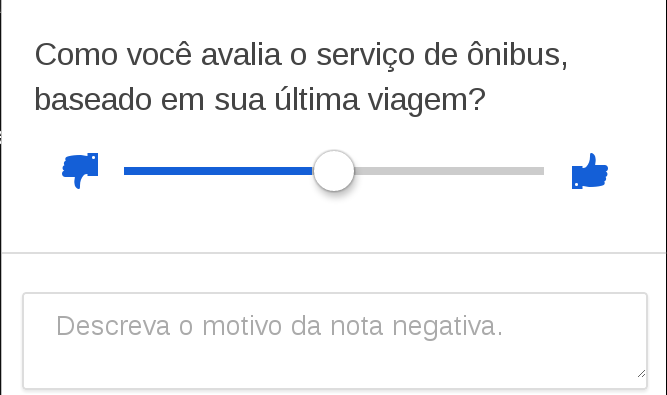 Como você avalia o serviço de ônibus,
baseado em sua última viagem?
Descreva o motivo da nota negativa.